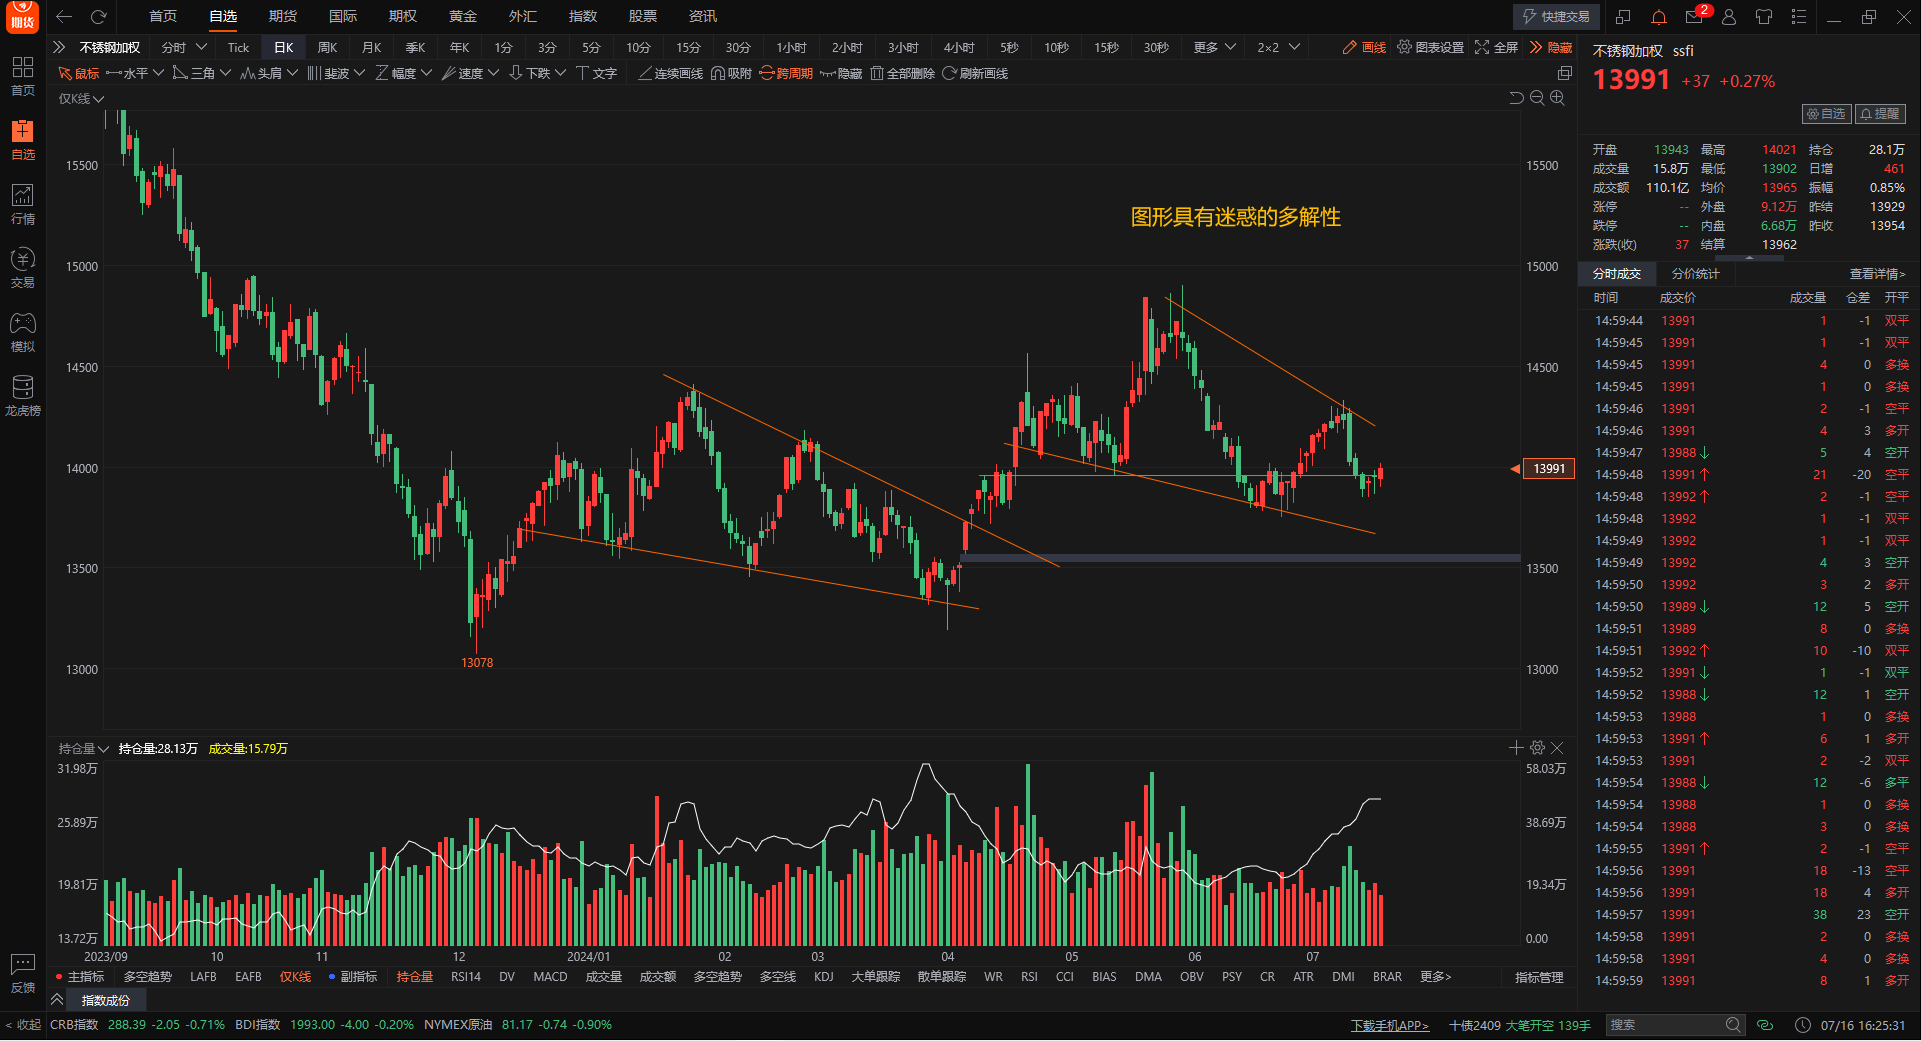 期货 首页 自选 期货 国际 期权 黄金 外汇 指数 股票 资讯 快捷交易 2
不锈钢加权 分时 Tick 日K 周K 月K 季K 年K 1分 3分 5分 10分 15分 30分 1小时 2小时 3小时 4小时 5秒 10秒 15秒 30秒 更多 2×2 画线 图表设置 全屏 隐藏
鼠标 水平 三角 头肩 斐波 幅度 速度 下跌 文字 连续画线 吸附 跨周期 隐藏 全部删除 刷新画线
首页
自选
行情
交易
模拟
龙虎榜
反馈
< 收起
仅K线
15500 15500
图形具有迷惑的多解性
15000 15000
14500 14500
14000 13991
13500 13500
13078
13000 13000
持仓量 持仓量:28.13万 成交量:15.79万
31.98万 58.03万
25.89万 38.69万
19.81万 19.34万
13.72万 0.00
2023/09 10 11 12 2024/01 02 03 04 05 06 07
主指标 多空趋势 LAFB EAFB 仅K线 副指标 持仓量 RSI14 DV MACD 成交量 成交额 多空趋势 多空线 KDJ 大单跟踪 散单跟踪 WR RSI CCI BIAS DMA OBV PSY CR ATR DMI BRAR 更多> 指标管理
指数成份
不锈钢加权 ssfi
13991 +37 +0.27%
自选 提醒
开盘 13943 最高 14021 持仓 28.1万
成交量 15.8万 最低 13902 日增 461
成交额 110.1亿 均价 13965 振幅 0.85%
涨停 -- 外盘 9.12万 昨结 13929
跌停 -- 内盘 6.68万 昨收 13954
涨跌(收) 37 结算 13962
分时成交 分价统计 查看详情>
时间 成交价 成交量 仓差 开平
14:59:44 13991 1 -1 双平
14:59:45 13991 1 -1 双平
14:59:45 13991 4 0 多换
14:59:45 13991 1 0 多换
14:59:46 13991 2 -1 空平
14:59:46 13991 4 3 多开
14:59:47 13988↓ 5 4 空开
14:59:48 13991↑ 21 -20 空平
14:59:48 13992↑ 2 -1 空平
14:59:48 13992 1 -1 双平
14:59:49 13992 1 -1 双平
14:59:49 13992 4 3 空开
14:59:50 13992 3 2 多开
14:59:50 13989↓ 12 5 空开
14:59:51 13989 8 0 多换
14:59:51 13992↑ 10 -10 双平
14:59:52 13991↓ 1 -1 双平
14:59:52 13988↓ 12 1 空开
14:59:53 13988 1 0 多换
14:59:53 13991↑ 6 1 多开
14:59:53 13991 2 -2 双平
14:59:54 13988↓ 12 -6 多平
14:59:54 13988 1 0 多换
14:59:54 13988 3 0 多换
14:59:55 13991↑ 2 -1 空平
14:59:56 13991 18 -13 空平
14:59:56 13991 18 4 多开
14:59:57 13991 38 23 空开
14:59:58 13991 2 0 多换
14:59:58 13991 4 0 多换
14:59:59 13991 8 1 多开
CRB指数 288.39 -2.05 -0.71% BDI指数 1993.00 -4.00 -0.20% NYMEX原油 81.17 -0.74 -0.90% 下载手机APP> 十债2409 大笔开空 139手 搜索 07/16 16:25:31